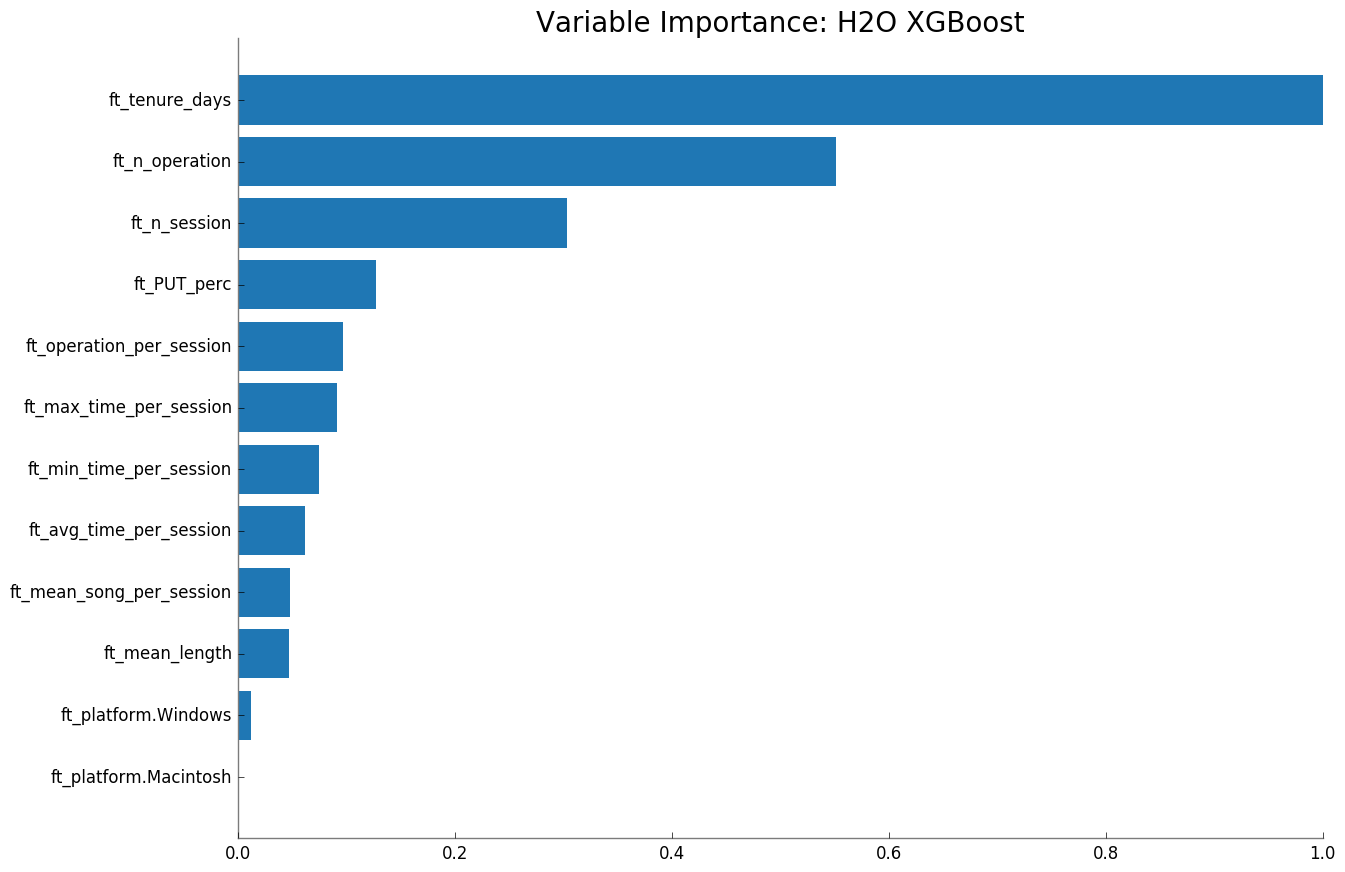 Variable Importance: H2O XGBoost
ft_tenure_days
ft_n_operation
ft_n_session
ft_PUT_perc
ft_operation_per_session
ft_max_time_per_session
ft_min_time_per_session
ft_avg_time_per_session
ft_mean_song_per_session
ft_mean_length
ft_platform.Windows
ft_platform.Macintosh
0.0 0.2 0.4 0.6 0.8 1.0